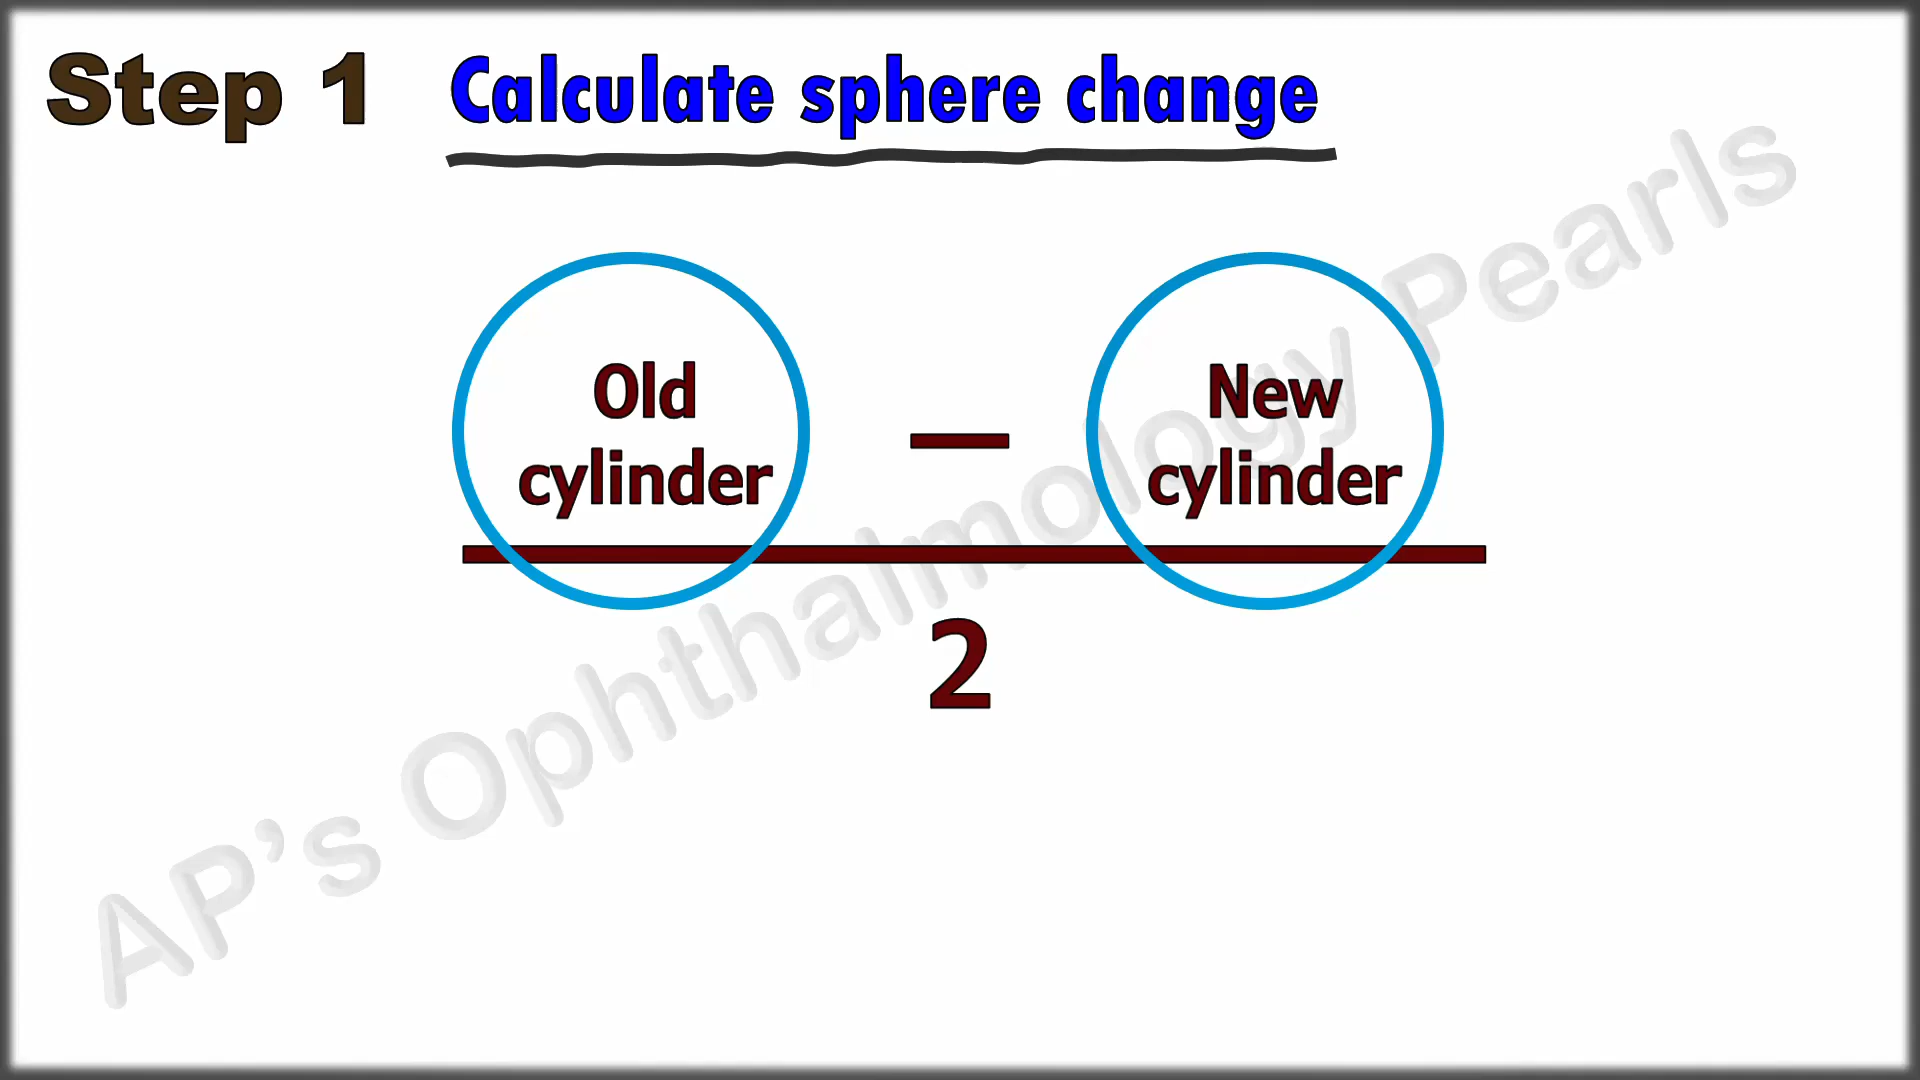 Step 1 Calculate sphere change
Old cylinder – New cylinder
2
AP's Ophthalmology Pearls